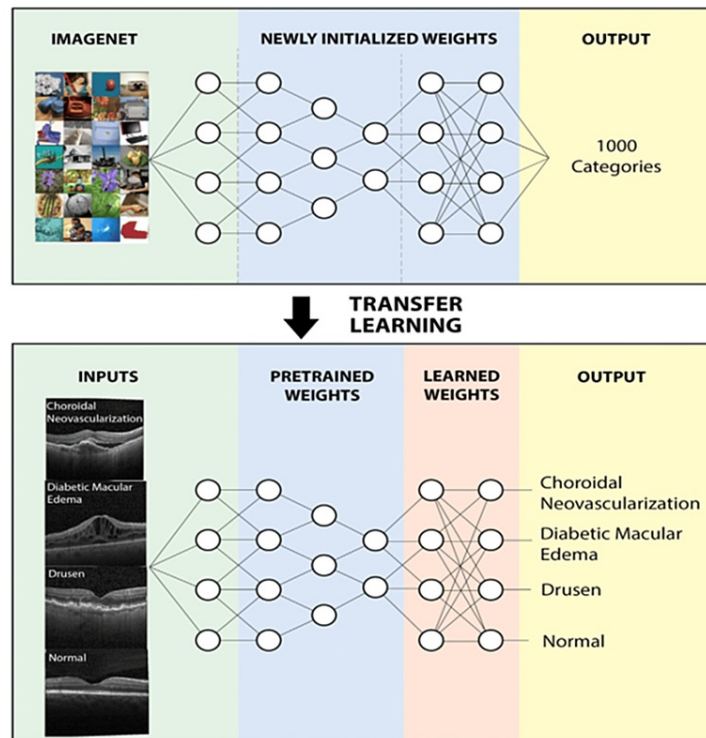 IMAGENET
NEWLY INITIALIZED WEIGHTS
OUTPUT
1000
Categories
TRANSFER
LEARNING
INPUTS
PRETRAINED
WEIGHTS
LEARNED
WEIGHTS
OUTPUT
Choroidal
Neovascularization
Diabetic Macular
Edema
Drusen
Normal
Choroidal
Neovascularization
Diabetic Macular
Edema
Drusen
Normal